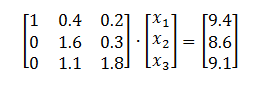 [1 0.4 0.2] [x₁] [9.4]
[0 1.6 0.3] · [x₂] = [8.6]
[0 1.1 1.8] [x₃] [9.1]